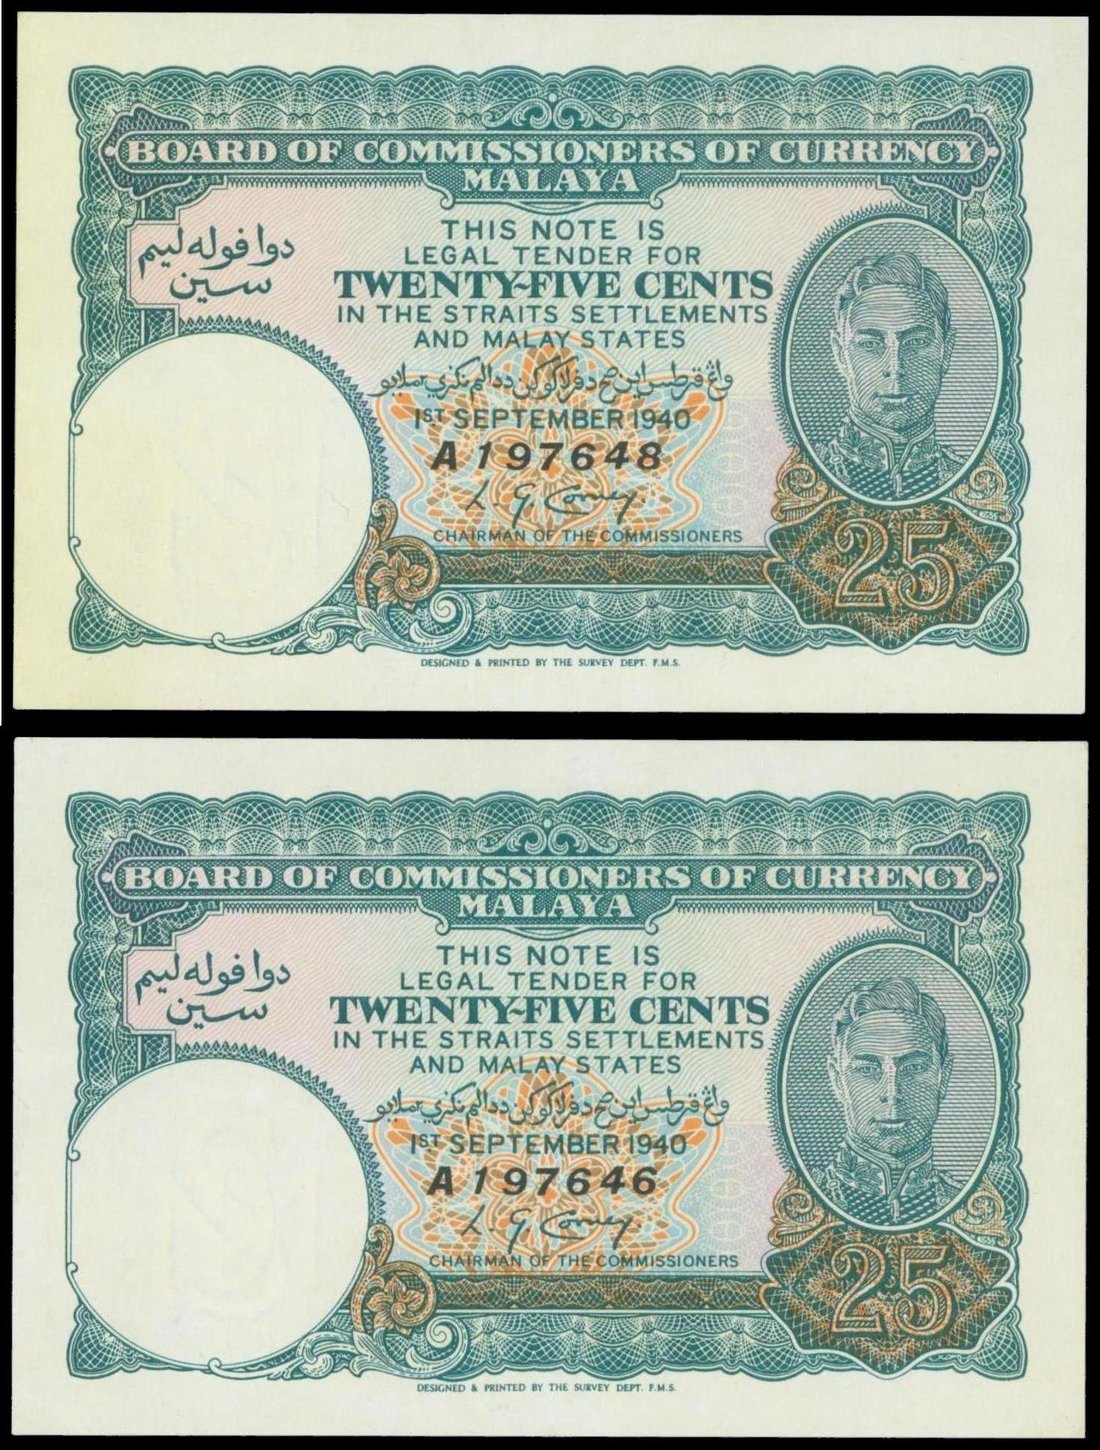 BOARD OF COMMISSIONERS OF CURRENCY
MALAYA
THIS NOTE IS
LEGAL TENDER FOR
TWENTY-FIVE CENTS
IN THE STRAITS SETTLEMENTS
AND MALAY STATES
دوا فوله ليم
سين
1ST SEPTEMBER 1940
A 197648
L G Corney.
CHAIRMAN OF THE COMMISSIONERS
25
DESIGNED & PRINTED BY THE SURVEY DEPT. F.M.S.
BOARD OF COMMISSIONERS OF CURRENCY
MALAYA
THIS NOTE IS
LEGAL TENDER FOR
TWENTY-FIVE CENTS
IN THE STRAITS SETTLEMENTS
AND MALAY STATES
دوا فوله ليم
سين
1ST SEPTEMBER 1940
A 197646
L G Corney.
CHAIRMAN OF THE COMMISSIONERS
25
DESIGNED & PRINTED BY THE SURVEY DEPT. F.M.S.